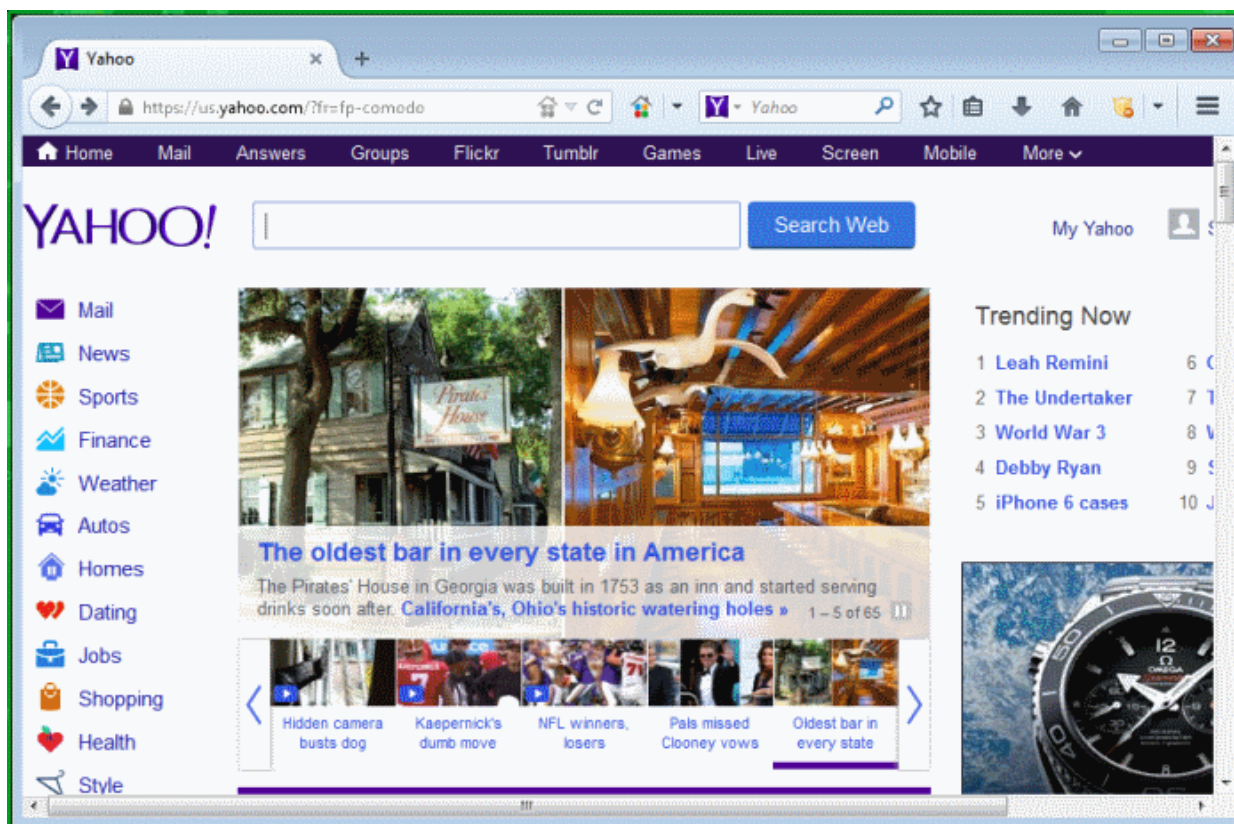 Yahoo
https://us.yahoo.com/?fr=fp-comodo
Yahoo
Home Mail Answers Groups Flickr Tumblr Games Live Screen Mobile More
YAHOO!
Search Web
My Yahoo
Mail
News
Sports
Finance
Weather
Autos
Homes
Dating
Jobs
Shopping
Health
Style
Pirates'
House
The oldest bar in every state in America
The Pirates' House in Georgia was built in 1753 as an inn and started serving
drinks soon after. California's, Ohio's historic watering holes »
1 – 5 of 65
Hidden camera
busts dog
Kaepernick's
dumb move
NFL winners,
losers
Pals missed
Clooney vows
Oldest bar in
every state
Trending Now
1 Leah Remini
2 The Undertaker
3 World War 3
4 Debby Ryan
5 iPhone 6 cases
6
7
8
9
10
50
40
12
OMEGA